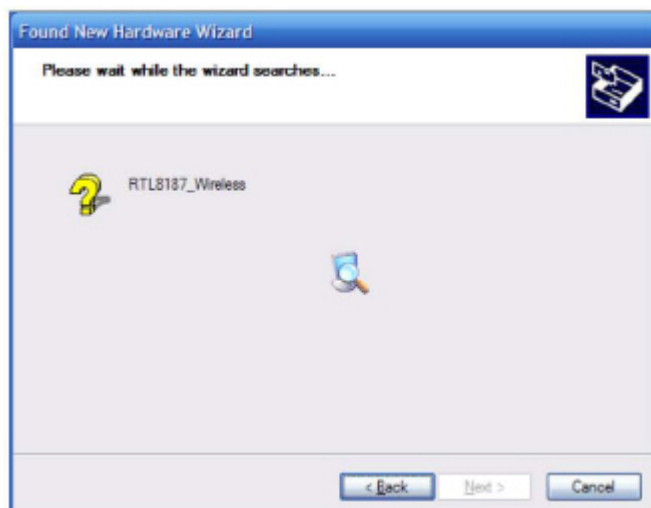 Found New Hardware Wizard
Please wait while the wizard searches...
RTL8187_Wireless
< Back
Next >
Cancel